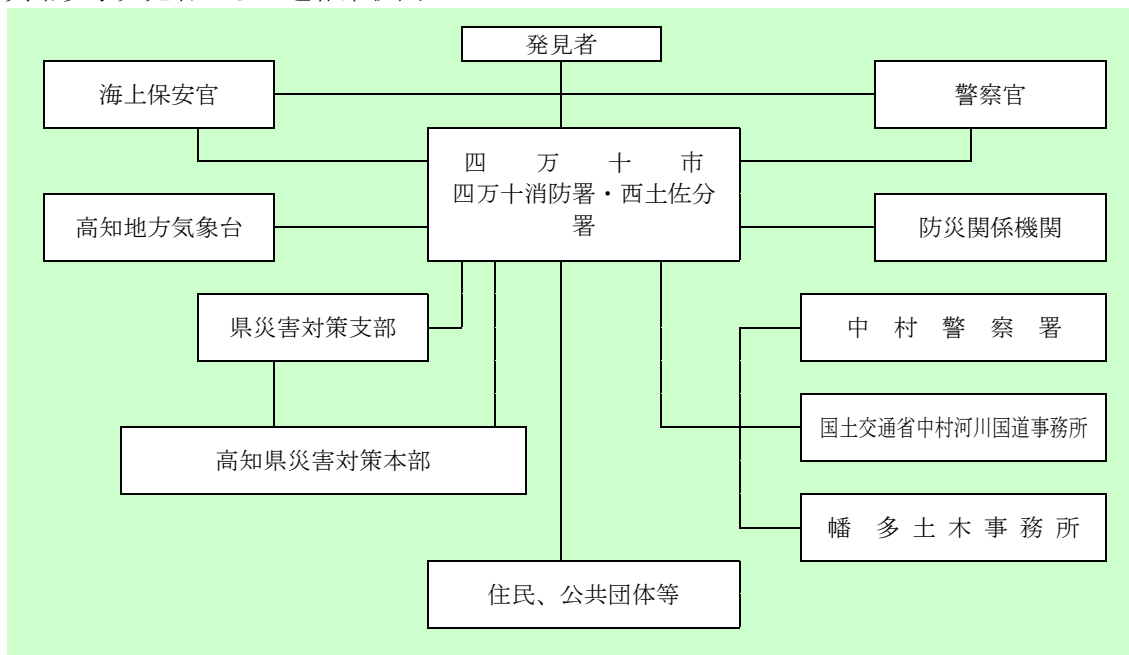 発見者
海上保安官
警察官
四 万 十 市
四万十消防署・西土佐分
署
高知地方気象台
防災関係機関
県災害対策支部
中 村 警 察 署
国土交通省中村河川国道事務所
高知県災害対策本部
幡 多 土 木 事 務 所
住民、公共団体等